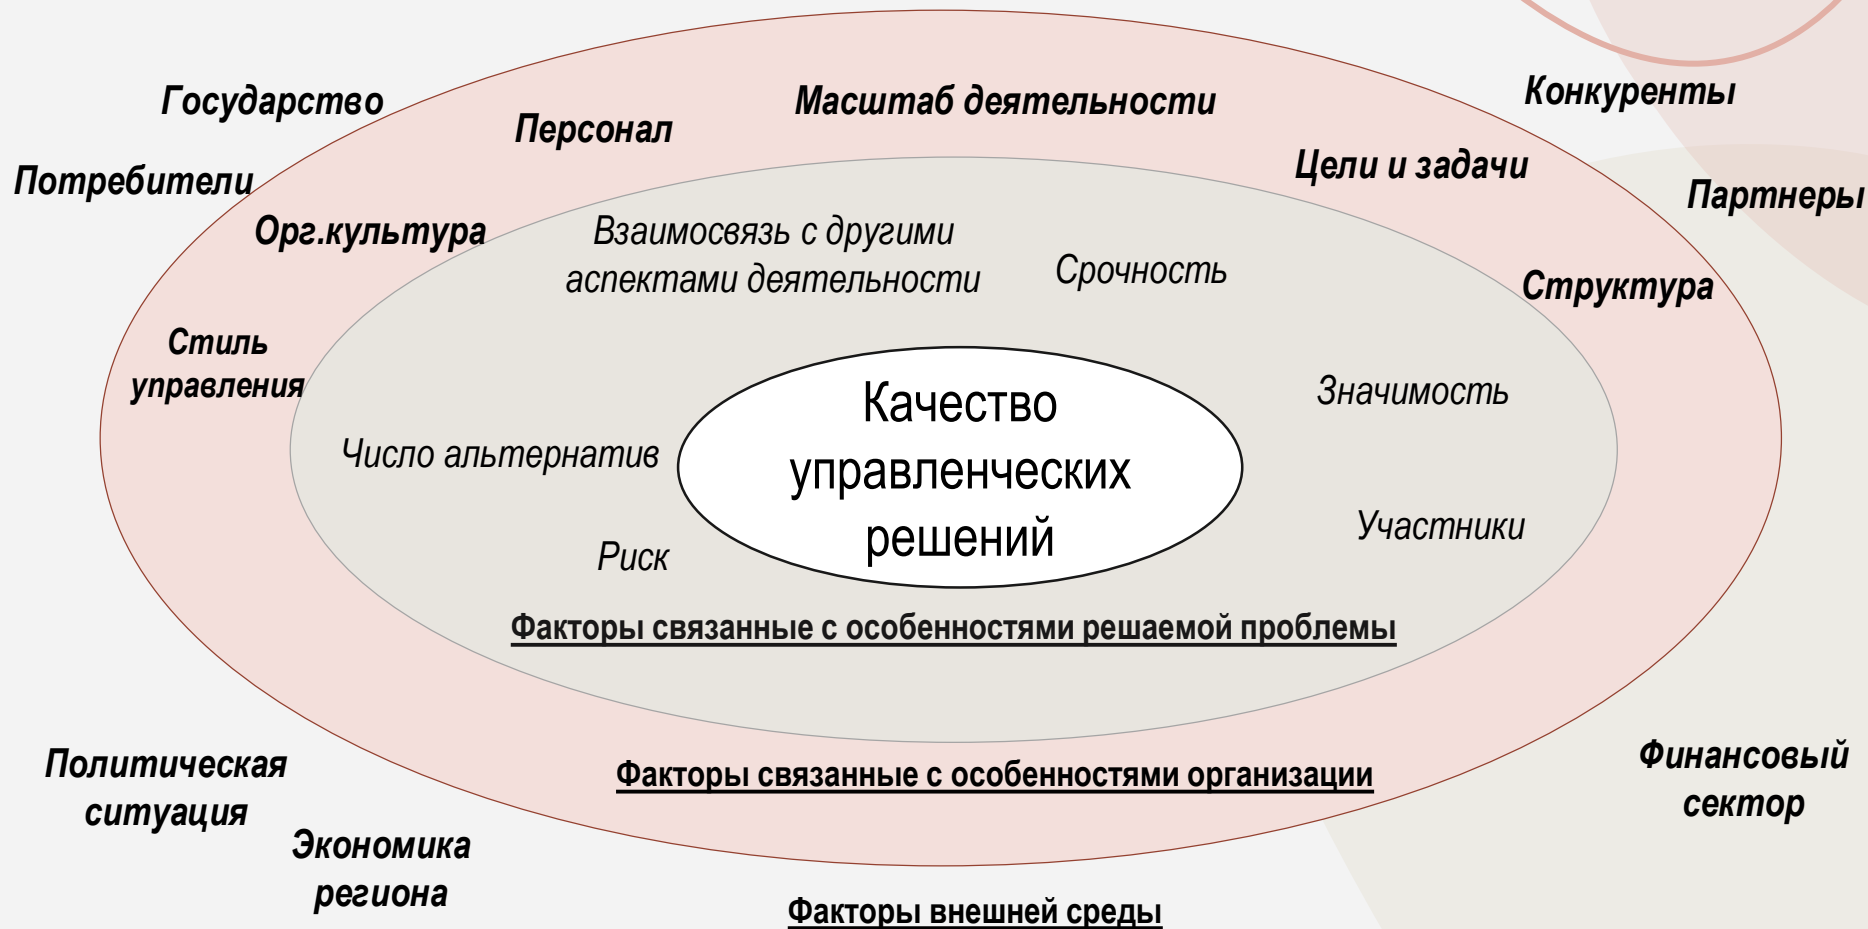 Государство
Персонал
Масштаб деятельности
Конкуренты
Потребители
Цели и задачи
Партнеры
Орг.культура
Взаимосвязь с другими
аспектами деятельности
Срочность
Структура
Стиль
управления
Значимость
Качество
управленческих
решений
Число альтернатив
Участники
Риск
Факторы связанные с особенностями решаемой проблемы
Политическая
ситуация
Факторы связанные с особенностями организации
Финансовый
сектор
Экономика
региона
Факторы внешней среды